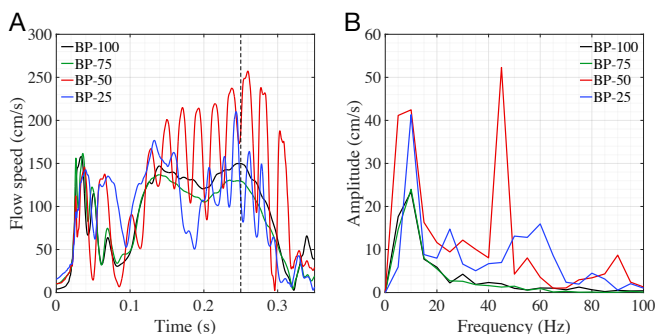 A
Flow speed (cm/s)
300
250
200
150
100
50
0
BP-100
BP-75
BP-50
BP-25
0
0.1
0.2
0.3
Time (s)
B
Amplitude (cm/s)
60
50
40
30
20
10
0
BP-100
BP-75
BP-50
BP-25
0
20
40
60
80
100
Frequency (Hz)